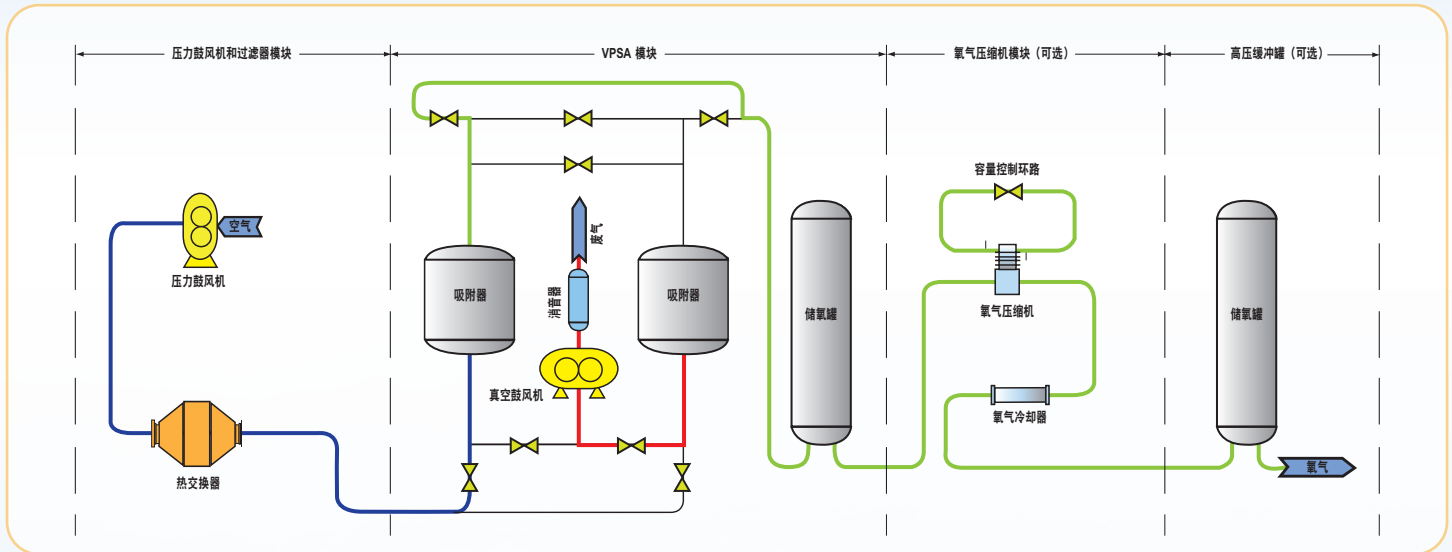 压力鼓风机和过滤器模块
VPSA 模块
氧气压缩机模块（可选）
高压缓冲罐（可选）
容量控制环路
空气
废气
压力鼓风机
吸附器
消音器
吸附器
储氧罐
氧气压缩机
储氧罐
真空鼓风机
氧气冷却器
热交换器
氧气